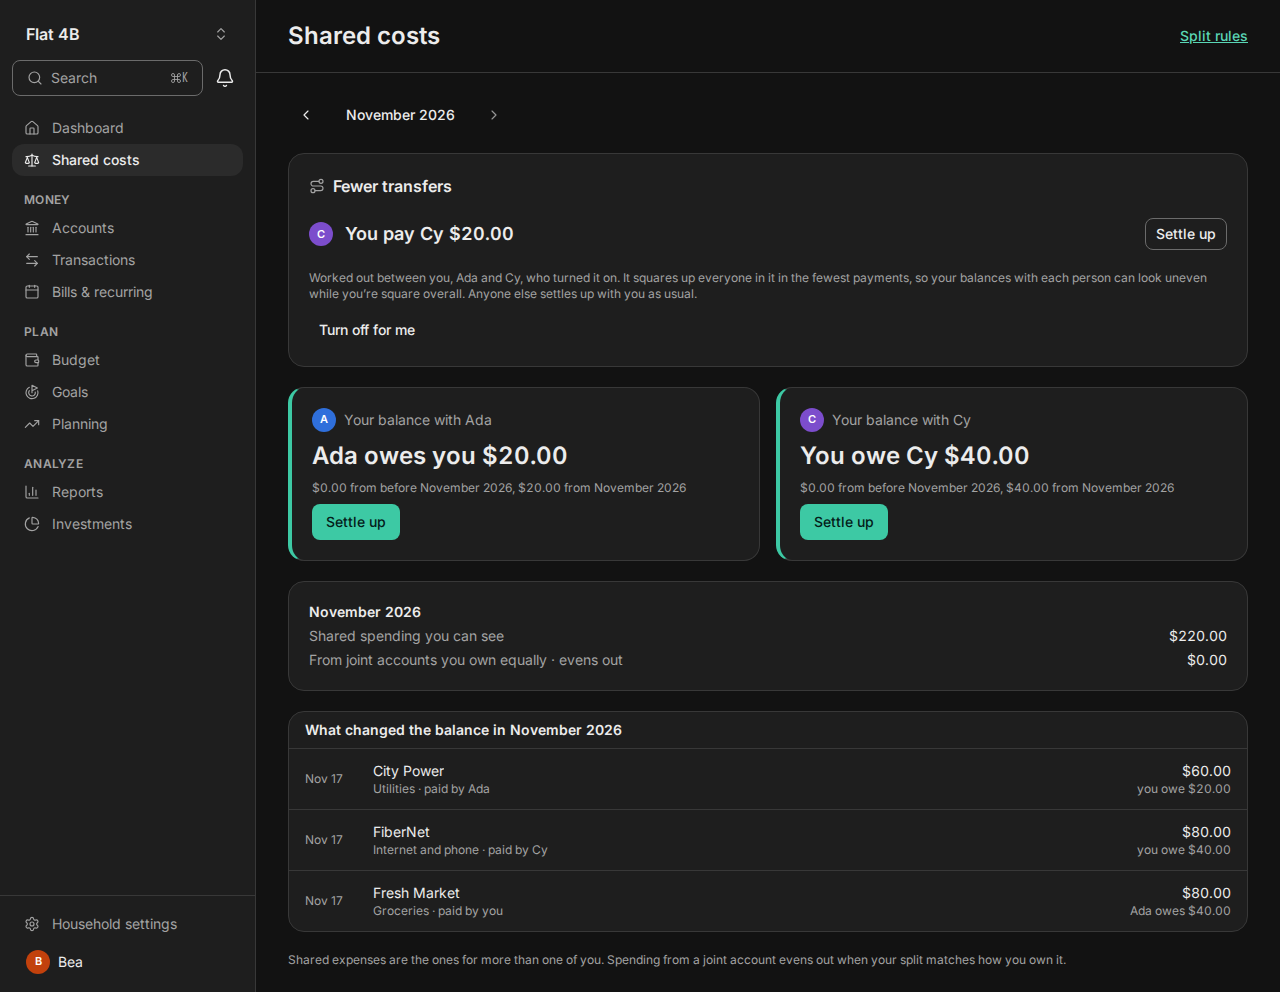 Flat 4B
Search ⌘K
Dashboard
Shared costs
MONEY
Accounts
Transactions
Bills & recurring
PLAN
Budget
Goals
Planning
ANALYZE
Reports
Investments
Household settings
B Bea
Shared costs
Split rules
November 2026
Fewer transfers
C You pay Cy $20.00
Settle up
Worked out between you, Ada and Cy, who turned it on. It squares up everyone in it in the fewest payments, so your balances with each person can look uneven
while you're square overall. Anyone else settles up with you as usual.
Turn off for me
A Your balance with Ada
Ada owes you $20.00
$0.00 from before November 2026, $20.00 from November 2026
Settle up
C Your balance with Cy
You owe Cy $40.00
$0.00 from before November 2026, $40.00 from November 2026
Settle up
November 2026
Shared spending you can see $220.00
From joint accounts you own equally · evens out $0.00
What changed the balance in November 2026
Nov 17 City Power $60.00
Utilities · paid by Ada you owe $20.00
Nov 17 FiberNet $80.00
Internet and phone · paid by Cy you owe $40.00
Nov 17 Fresh Market $80.00
Groceries · paid by you Ada owes $40.00
Shared expenses are the ones for more than one of you. Spending from a joint account evens out when your split matches how you own it.